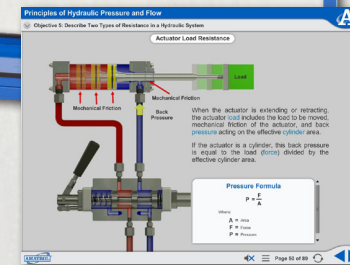 Principles of Hydraulic Pressure and Flow
Objective 5: Describe Two Types of Resistance in a Hydraulic System
Actuator Load Resistance
Load
Mechanical Friction
Mechanical Friction
Back
Pressure
When the actuator is extending or retracting,
the actuator load includes the load to be moved,
mechanical friction of the actuator, and back
pressure acting on the effective cylinder area.
If the actuator is a cylinder, this back pressure
is equal to the load (force) divided by the
effective cylinder area.
Pressure Formula
P = F
A
Where:
A = Area
F = Force
P = Pressure
AMATROL
Page 50 of 89